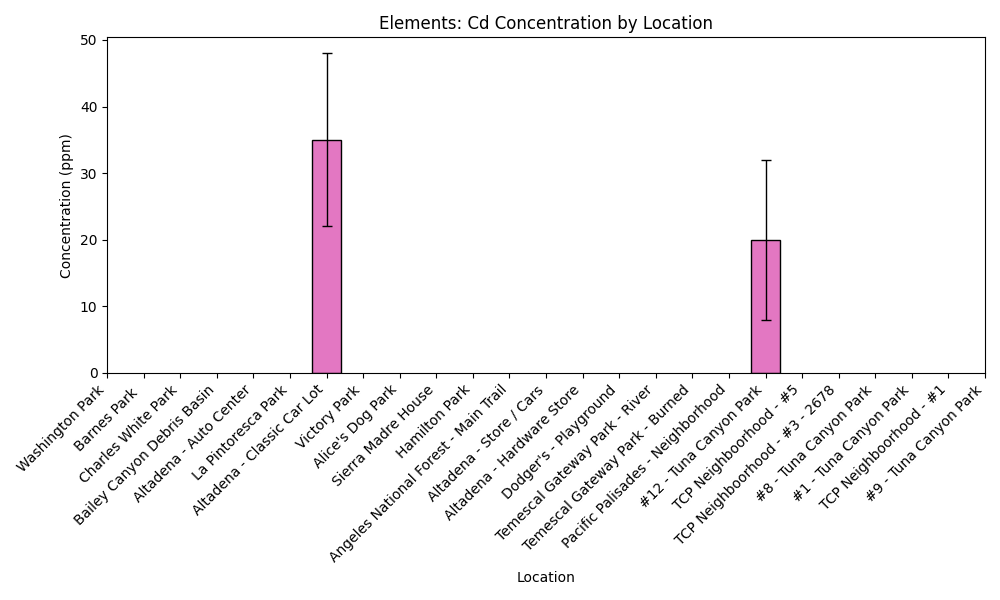 Elements: Cd Concentration by Location
Concentration (ppm)
50
40
30
20
10
0
Washington Park
Barnes Park
Charles White Park
Bailey Canyon Debris Basin
Altadena - Auto Center
La Pintoresca Park
Altadena - Classic Car Lot
Victory Park
Alice's Dog Park
Sierra Madre House
Hamilton Park
Angeles National Forest - Main Trail
Altadena - Store / Cars
Altadena - Hardware Store
Dodger's - Playground
Temescal Gateway Park - River
Temescal Gateway Park - Burned
Pacific Palisades - Neighborhood
#12 - Tuna Canyon Park
TCP Neighborhood - #5
TCP Neighboorhood - #3 - 2678
#8 - Tuna Canyon Park
#1 - Tuna Canyon Park
TCP Neighborhood - #1
#9 - Tuna Canyon Park
Location